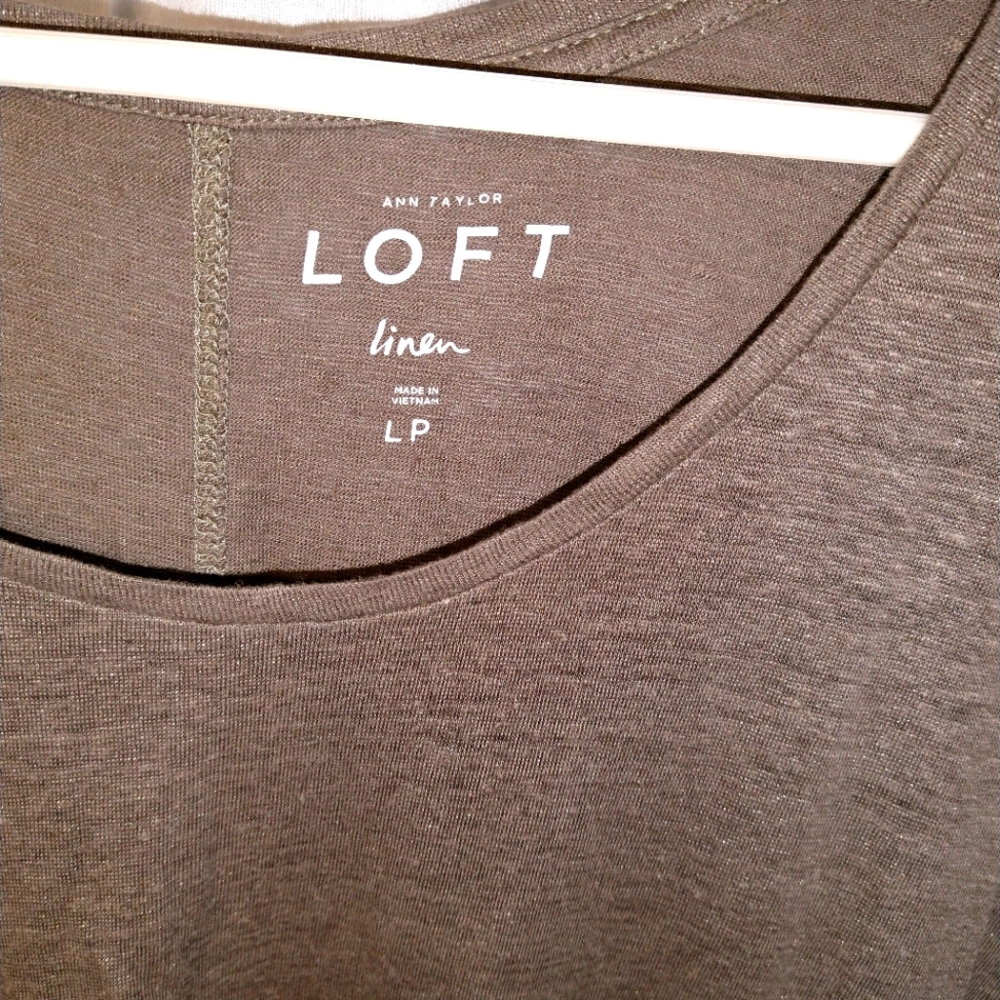 ANN TAYLOR
LOFT
linen
MADE IN
VIETNAM
LP